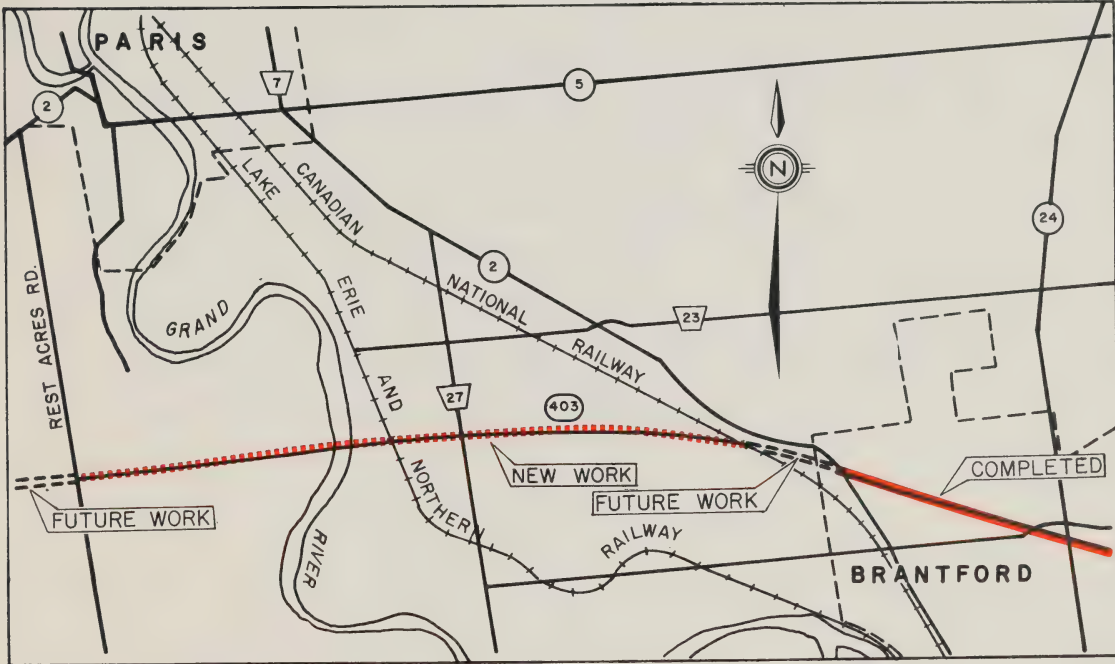 PARIS
7
5
2
N
LAKE
ERIE
AND
NORTHERN
RAILWAY
CANADIAN
NATIONAL
RAILWAY
2
24
GRAND
RIVER
REST ACRES RD.
23
27
403
NEW WORK
FUTURE WORK
COMPLETED
FUTURE WORK
BRANTFORD